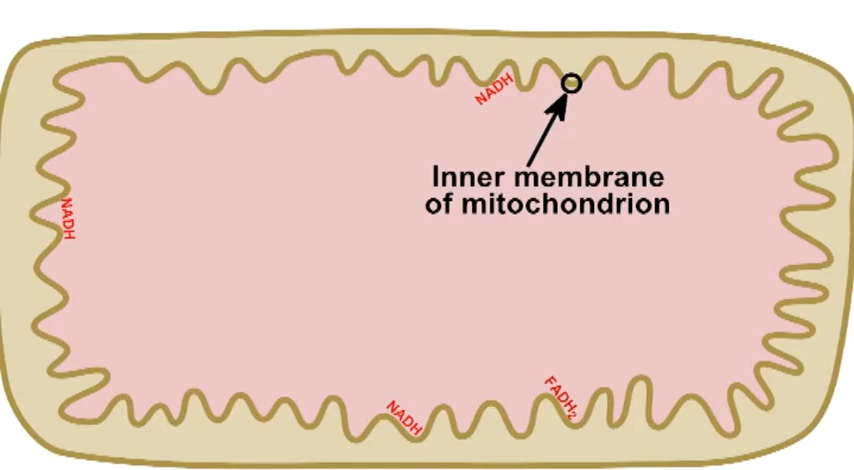 NADH
Inner membrane
of mitochondrion
NADH
NADH
FADH₂